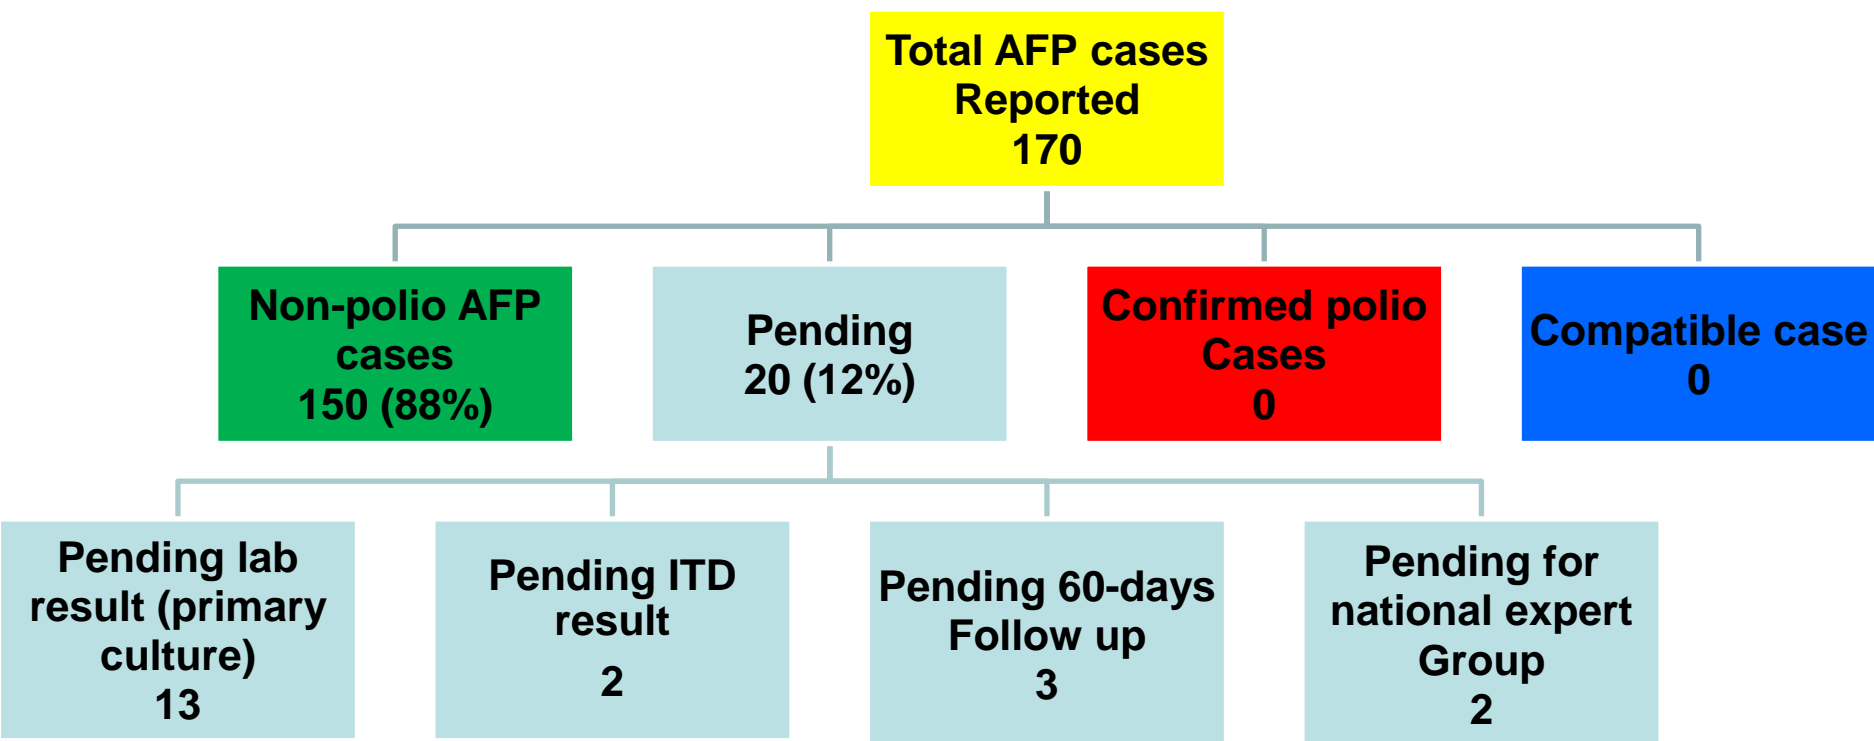 Total AFP cases
Reported
170
Non-polio AFP
cases
150 (88%)
Pending
20 (12%)
Confirmed polio
Cases
0
Compatible case
0
Pending lab
result (primary
culture)
13
Pending ITD
result
2
Pending 60-days
Follow up
3
Pending for
national expert
Group
2